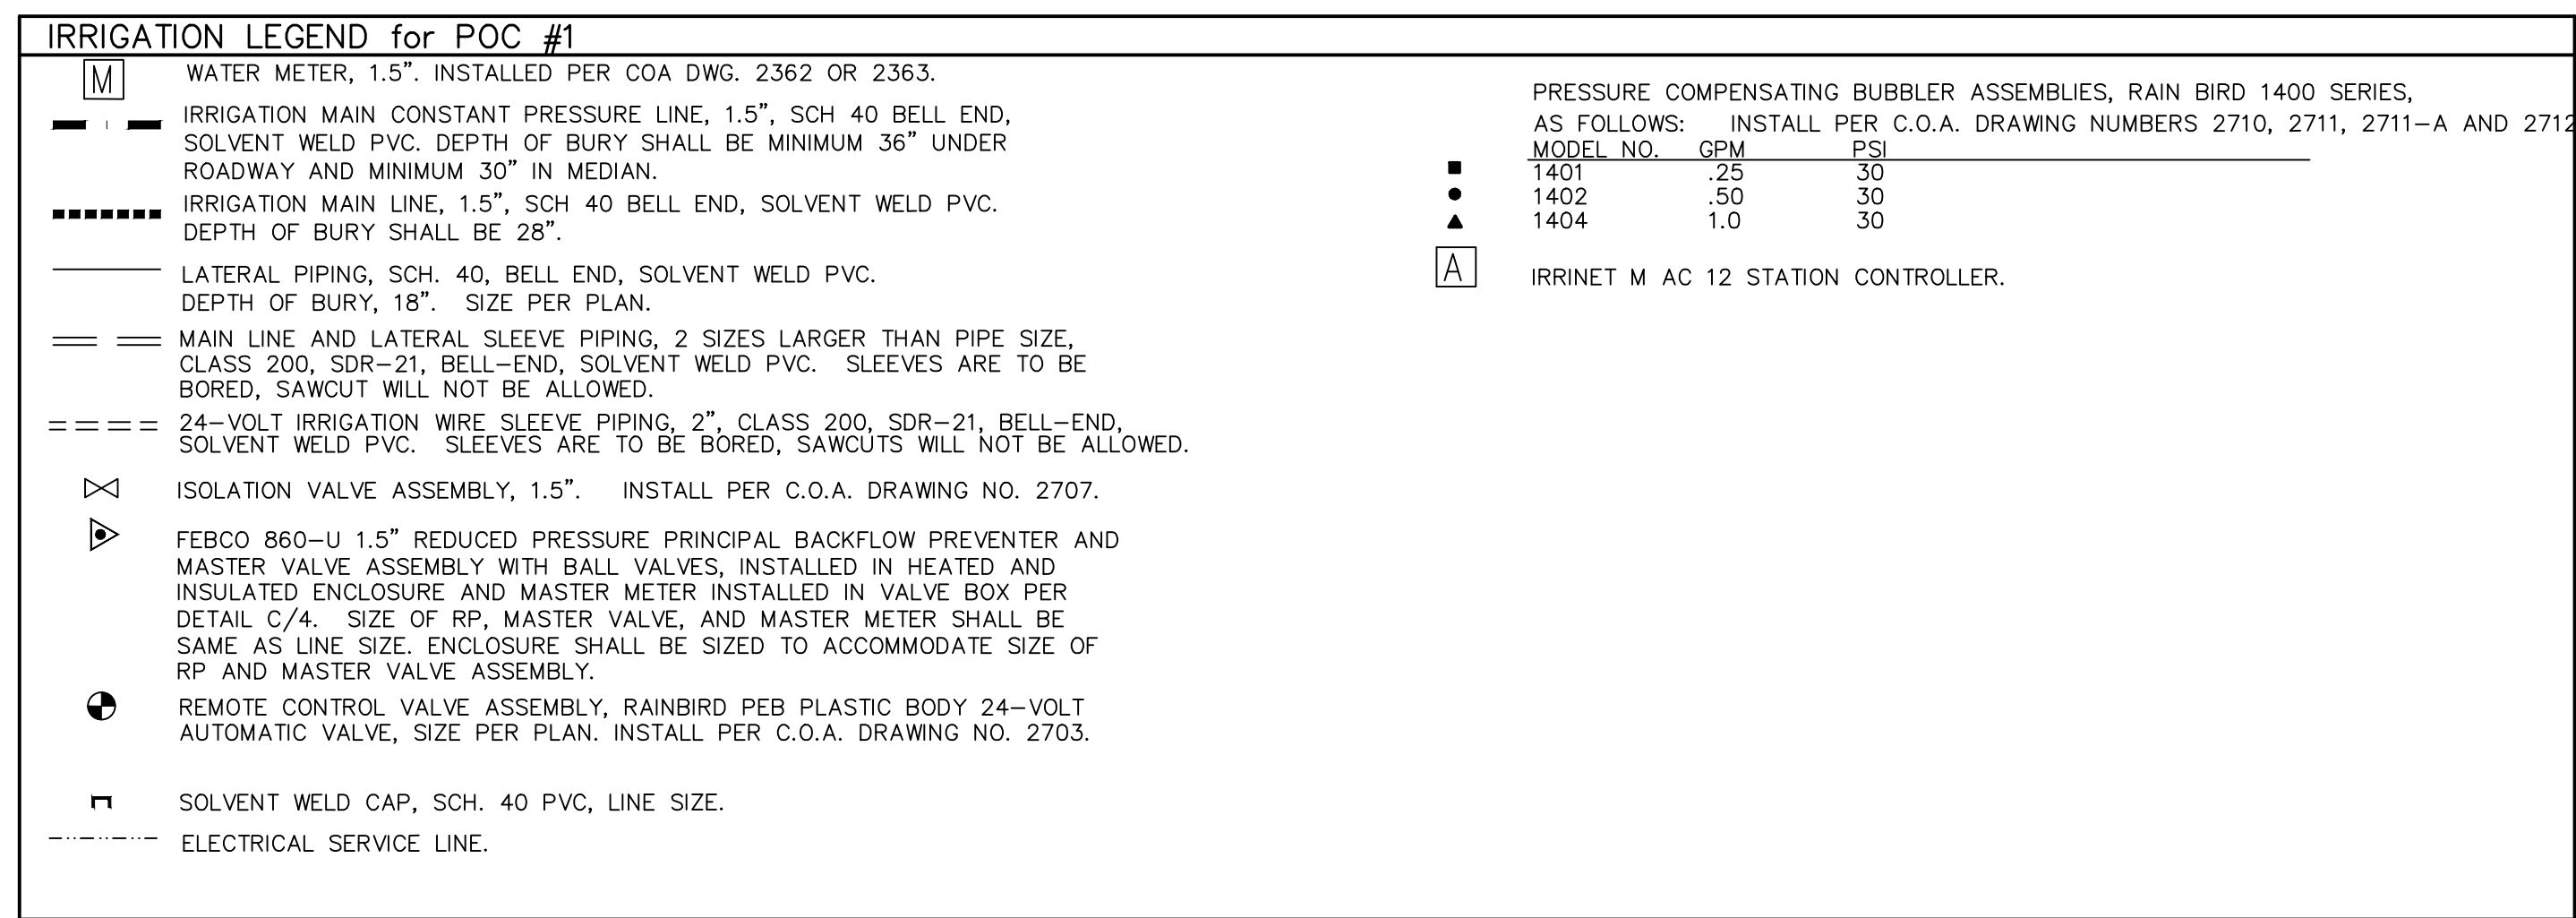 IRRIGATION LEGEND for POC #1
M
WATER METER, 1.5”. INSTALLED PER COA DWG. 2362 OR 2363.
IRRIGATION MAIN CONSTANT PRESSURE LINE, 1.5”, SCH 40 BELL END,
SOLVENT WELD PVC. DEPTH OF BURY SHALL BE MINIMUM 36” UNDER
ROADWAY AND MINIMUM 30” IN MEDIAN.
IRRIGATION MAIN LINE, 1.5”, SCH 40 BELL END, SOLVENT WELD PVC.
DEPTH OF BURY SHALL BE 28”.
LATERAL PIPING, SCH. 40, BELL END, SOLVENT WELD PVC.
DEPTH OF BURY, 18”. SIZE PER PLAN.
MAIN LINE AND LATERAL SLEEVE PIPING, 2 SIZES LARGER THAN PIPE SIZE,
CLASS 200, SDR-21, BELL-END, SOLVENT WELD PVC. SLEEVES ARE TO BE
BORED, SAWCUT WILL NOT BE ALLOWED.
24-VOLT IRRIGATION WIRE SLEEVE PIPING, 2”, CLASS 200, SDR-21, BELL-END,
SOLVENT WELD PVC. SLEEVES ARE TO BE BORED, SAWCUTS WILL NOT BE ALLOWED.
ISOLATION VALVE ASSEMBLY, 1.5”. INSTALL PER C.O.A. DRAWING NO. 2707.
FEBCO 860-U 1.5” REDUCED PRESSURE PRINCIPAL BACKFLOW PREVENTER AND
MASTER VALVE ASSEMBLY WITH BALL VALVES, INSTALLED IN HEATED AND
INSULATED ENCLOSURE AND MASTER METER INSTALLED IN VALVE BOX PER
DETAIL C/4. SIZE OF RP, MASTER VALVE, AND MASTER METER SHALL BE
SAME AS LINE SIZE. ENCLOSURE SHALL BE SIZED TO ACCOMMODATE SIZE OF
RP AND MASTER VALVE ASSEMBLY.
REMOTE CONTROL VALVE ASSEMBLY, RAINBIRD PEB PLASTIC BODY 24-VOLT
AUTOMATIC VALVE, SIZE PER PLAN. INSTALL PER C.O.A. DRAWING NO. 2703.
SOLVENT WELD CAP, SCH. 40 PVC, LINE SIZE.
ELECTRICAL SERVICE LINE.
PRESSURE COMPENSATING BUBBLER ASSEMBLIES, RAIN BIRD 1400 SERIES,
AS FOLLOWS: INSTALL PER C.O.A. DRAWING NUMBERS 2710, 2711, 2711-A AND 2712
MODEL NO. GPM PSI
1401 .25 30
1402 .50 30
1404 1.0 30
A
IRRINET M AC 12 STATION CONTROLLER.